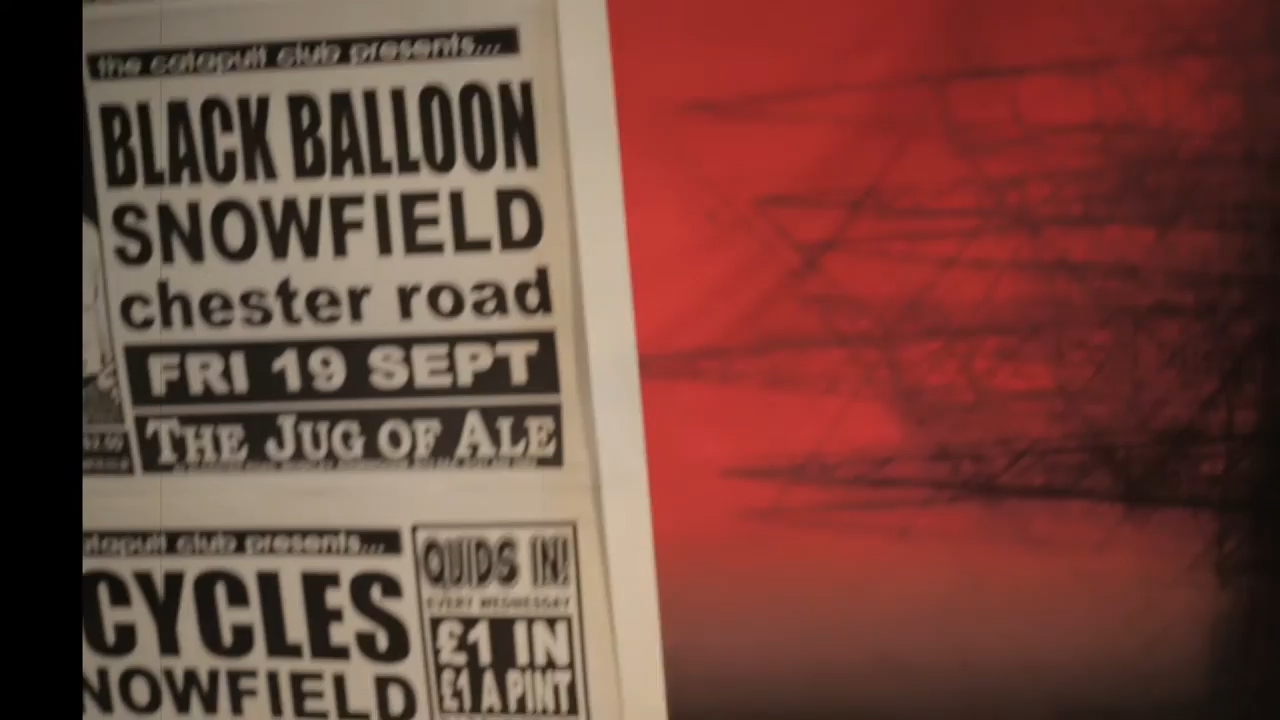 the catapult club presents...
BLACK BALLOON
SNOWFIELD
chester road
FRI 19 SEPT
THE JUG OF ALE
catapult club presents...
CYCLES
NOWFIELD
QUIDS IN!
EVERY WEDNESDAY
£1 IN
£1 A PINT